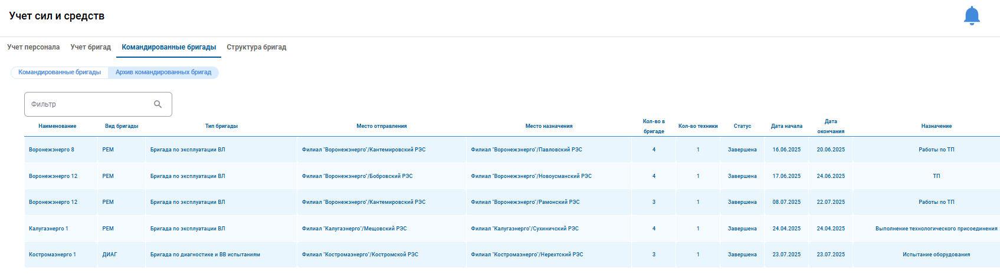 Учет сил и средств
Учет персонала Учет бригад Командированные бригады Структура бригад
Командированные бригады Архив командированных бригад
Фильтр
Наименование Вид бригады Тип бригады Место отправления Место назначения Кол-во в бригаде Кол-во техники Статус Дата начала Дата окончания Назначение
Воронежэнерго 8 РЕМ Бригада по эксплуатации ВЛ Филиал "Воронежэнерго"/Кантемировский РЭС Филиал "Воронежэнерго"/Павловский РЭС 4 1 Завершена 16.06.2025 20.06.2025 Работы по ТП
Воронежэнерго 12 РЕМ Бригада по эксплуатации ВЛ Филиал "Воронежэнерго"/Бобровский РЭС Филиал "Воронежэнерго"/Новоусманский РЭС 4 1 Завершена 17.06.2025 24.06.2025 ТП
Воронежэнерго 12 РЕМ Бригада по эксплуатации ВЛ Филиал "Воронежэнерго"/Кантемировский РЭС Филиал "Воронежэнерго"/Рамонский РЭС 3 1 Завершена 08.07.2025 22.07.2025 Работы по ТП
Калугаэнерго 1 РЕМ Бригада по эксплуатации ВЛ Филиал "Калугаэнерго"/Мещовский РЭС Филиал "Калугаэнерго"/Сухиничский РЭС 4 1 Завершена 24.04.2025 24.04.2025 Выполнение технологического присоединения
Костромаэнерго 1 ДИАГ Бригада по диагностике и ВВ испытаниям Филиал "Костромаэнерго"/Костромской РЭС Филиал "Костромаэнерго"/Нерехтский РЭС 3 1 Завершена 23.07.2025 23.07.2025 Испытание оборудования